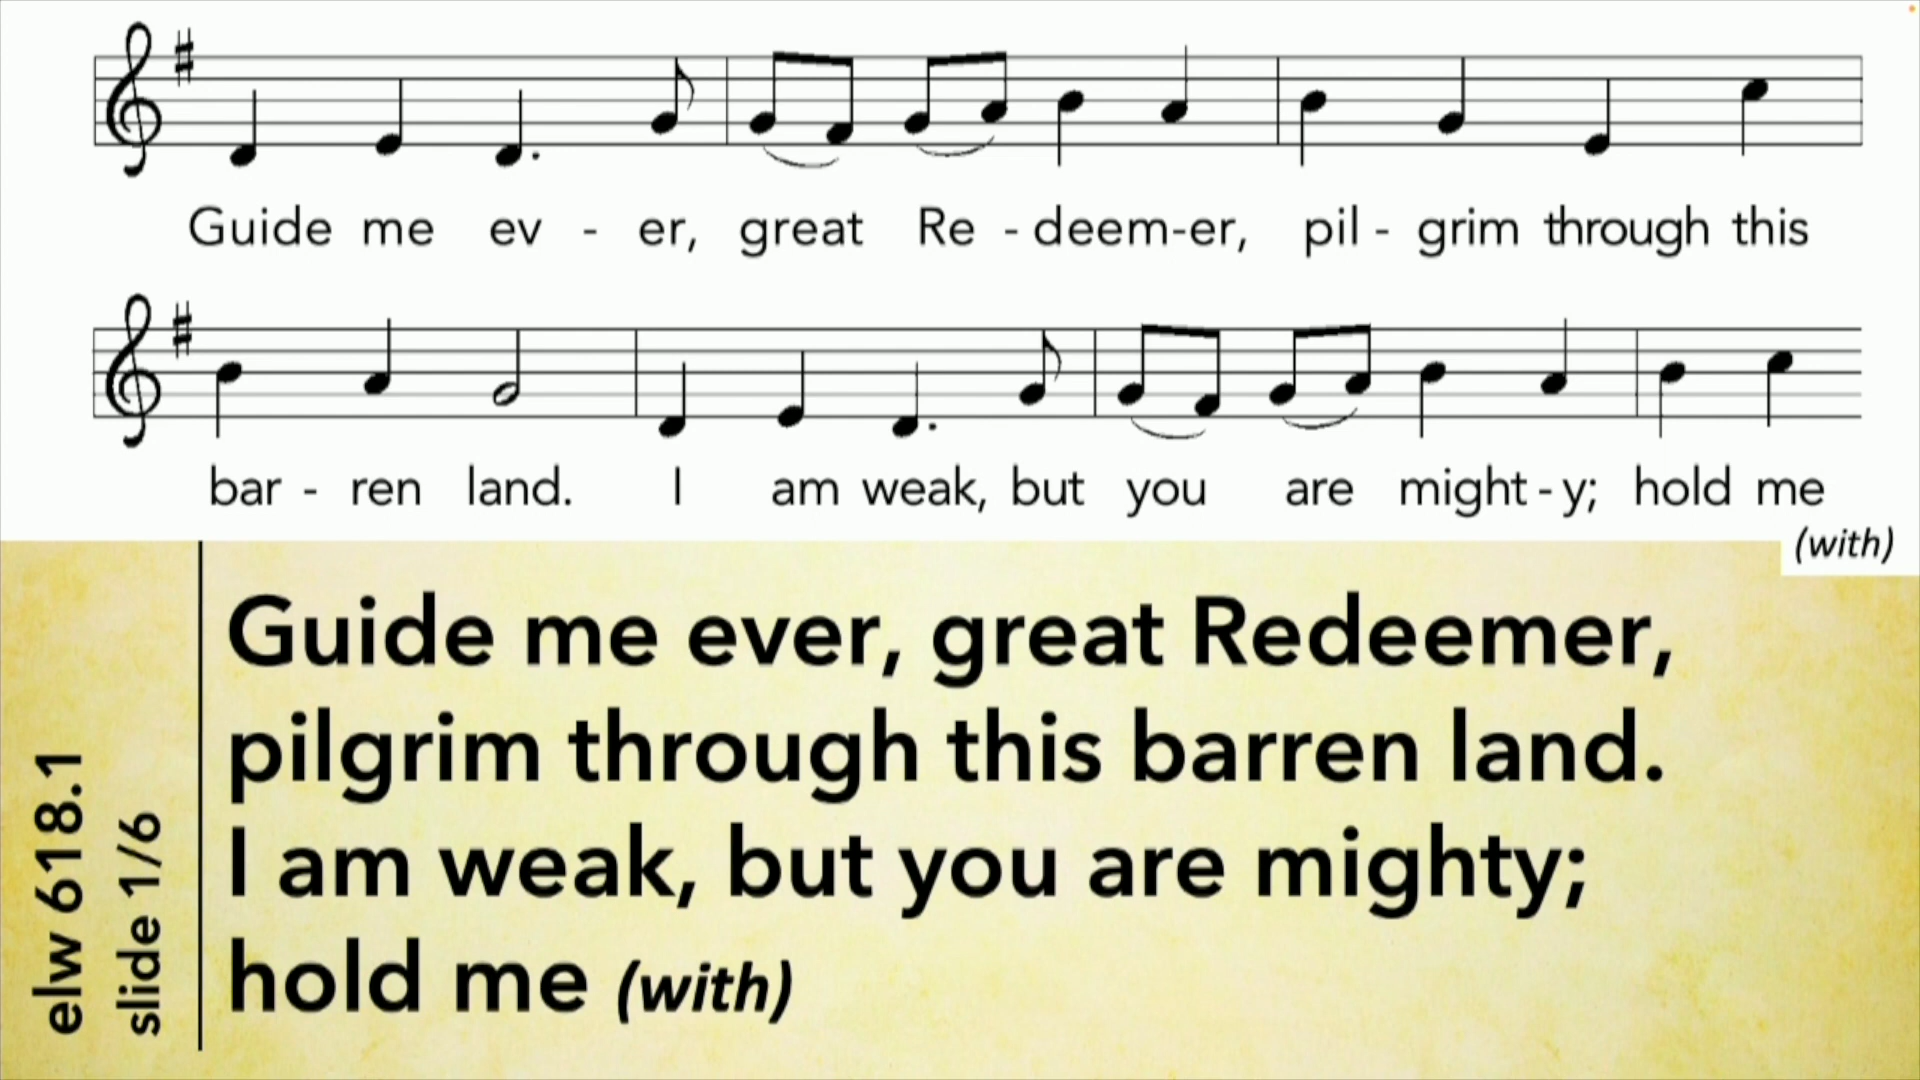 Guide me ev - er, great Re - deem-er, pil - grim through this
bar - ren land. I am weak, but you are might - y; hold me
(with)
Guide me ever, great Redeemer,
pilgrim through this barren land.
I am weak, but you are mighty;
hold me (with)
elw 618.1
slide 1/6